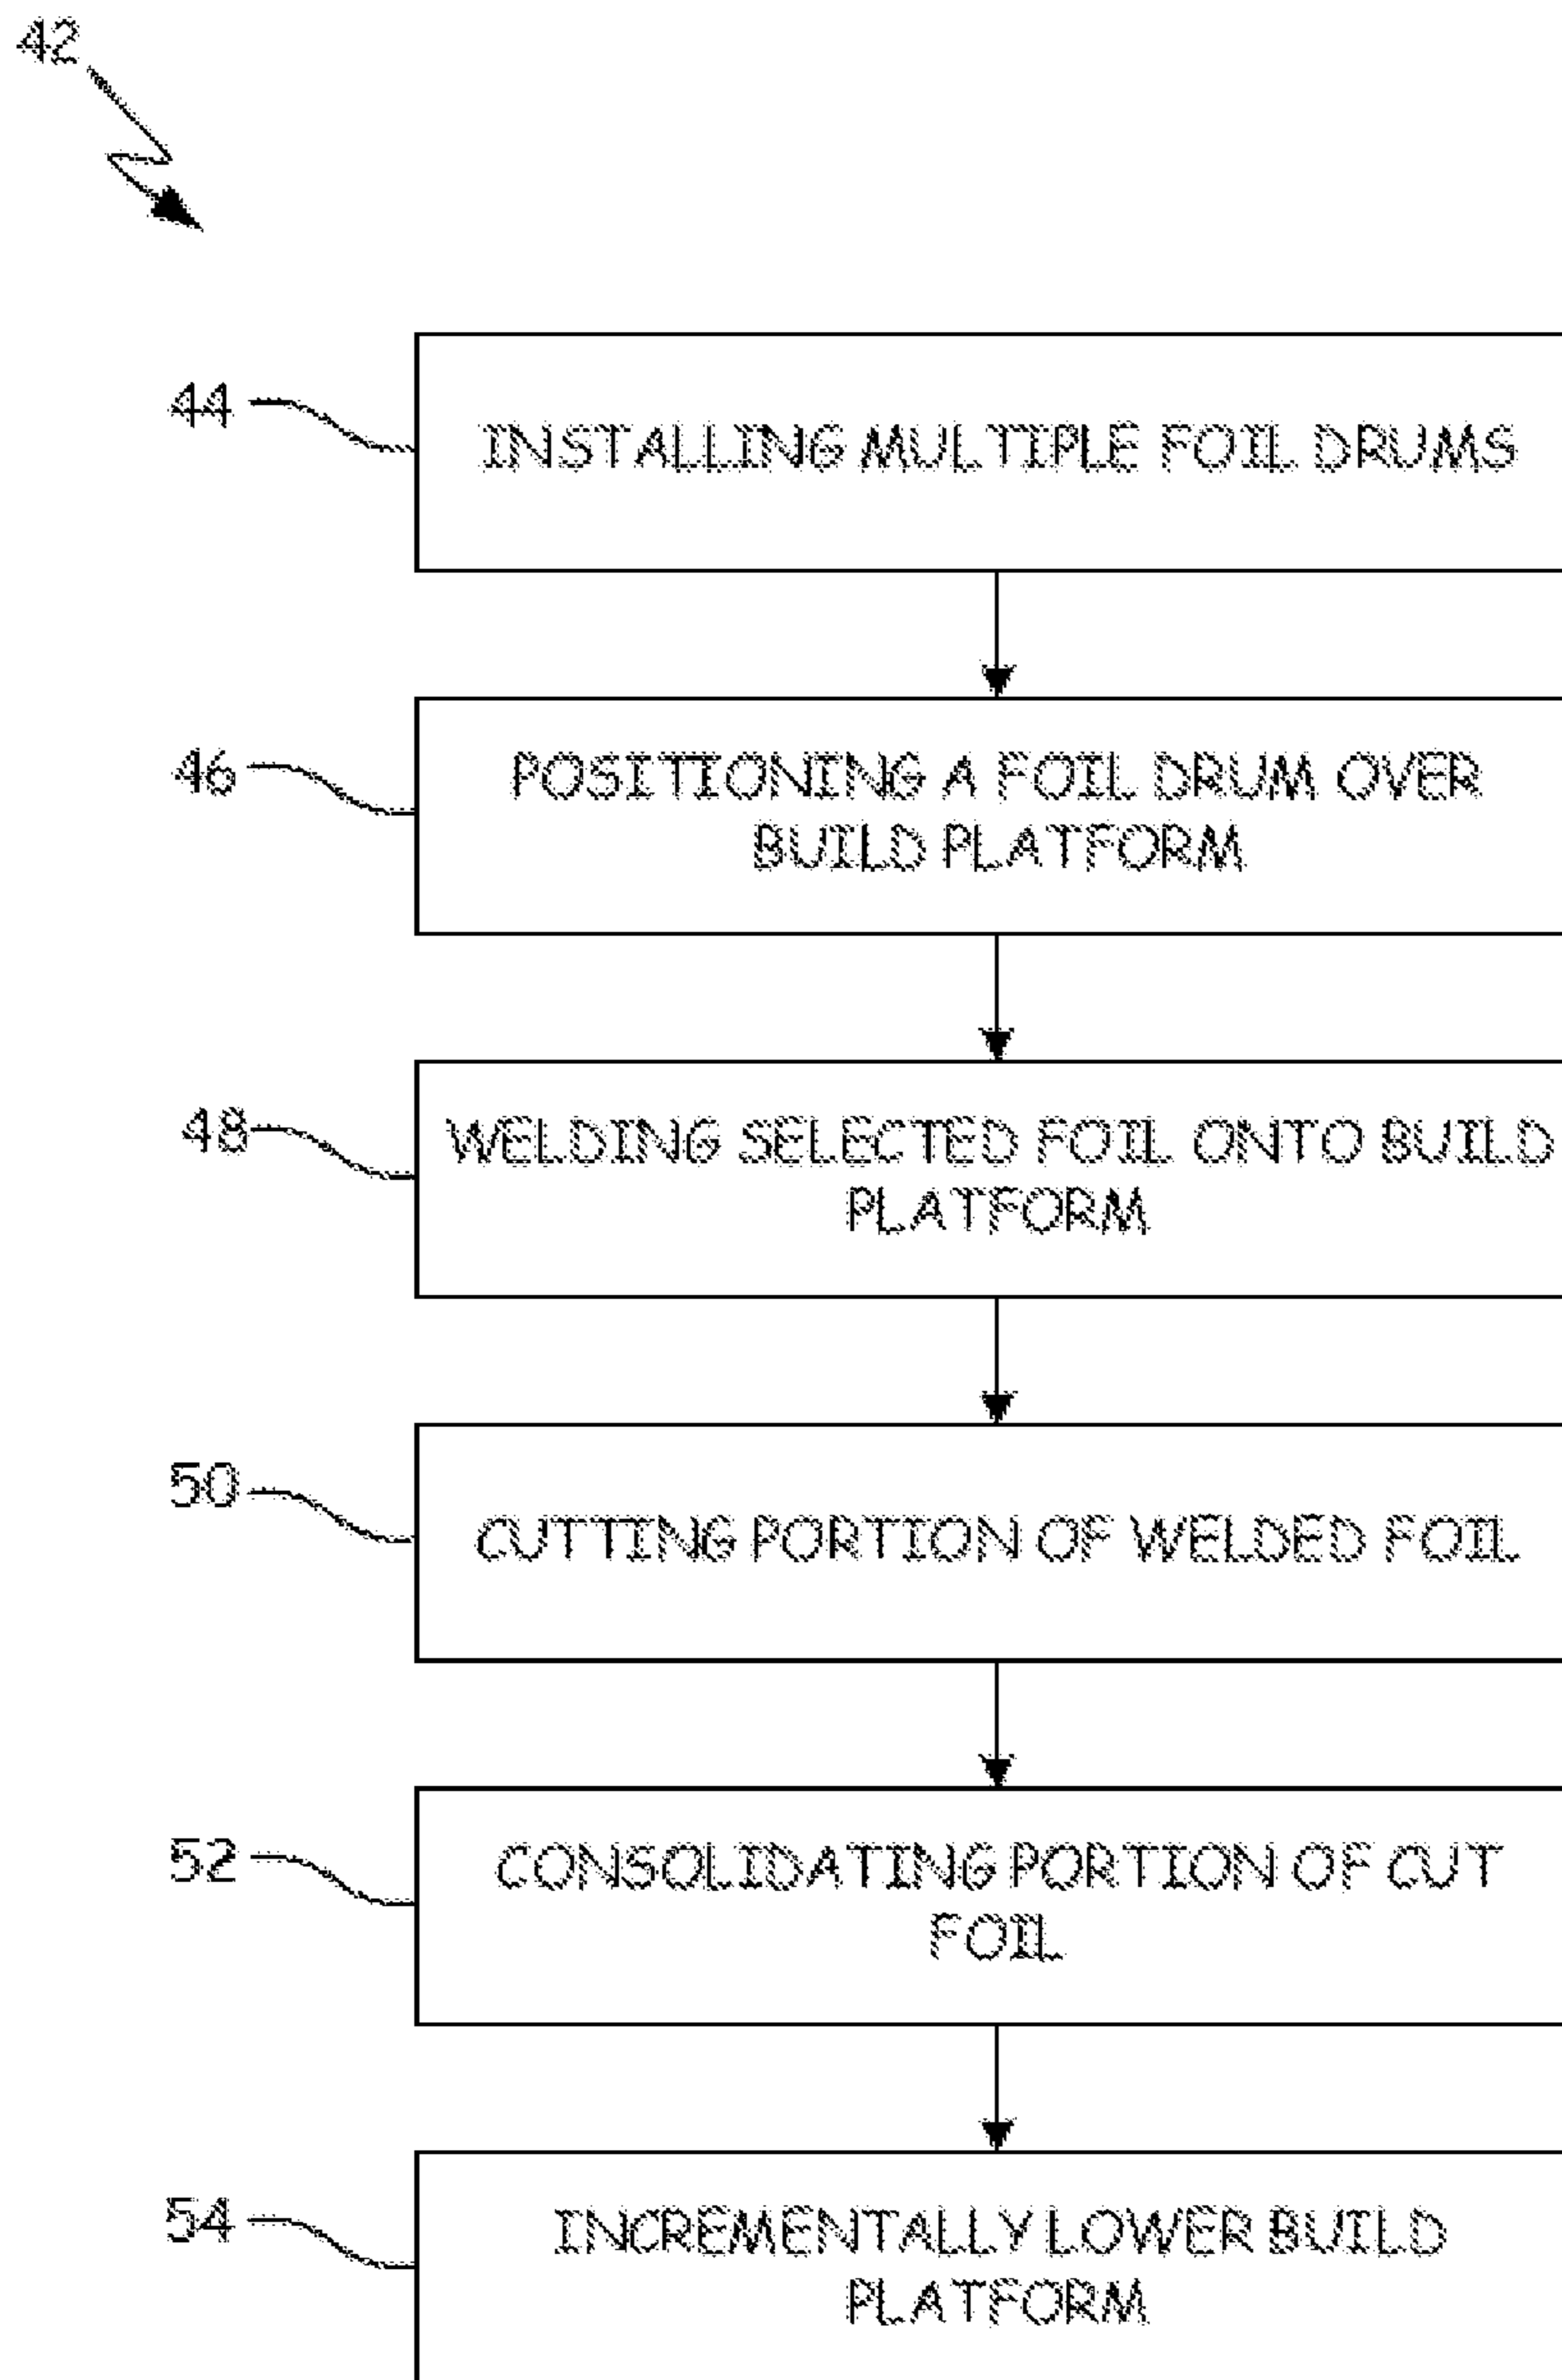 42
44
INSTALLING MULTIPLE FOIL DRUMS
46
POSITIONING A FOIL DRUM OVER
BUILD PLATFORM
48
WELDING SELECTED FOIL ONTO BUILD
PLATFORM
50
CUTTING PORTION OF WELDED FOIL
52
CONSOLIDATING PORTION OF CUT
FOIL
54
INCREMENTALLY LOWER BUILD
PLATFORM